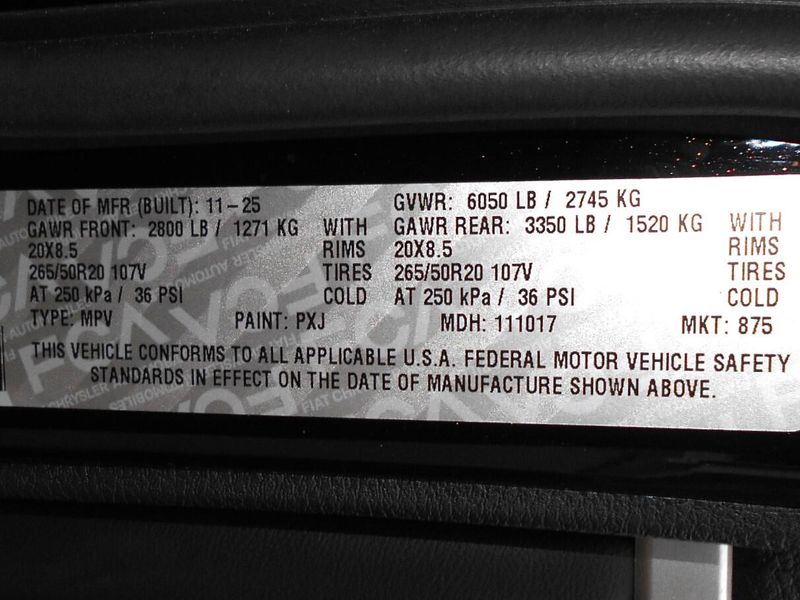 DATE OF MFR (BUILT): 11-25 GVWR: 6050 LB / 2745 KG
GAWR FRONT: 2800 LB / 1271 KG WITH GAWR REAR: 3350 LB / 1520 KG WITH
20X8.5 RIMS 20X8.5 RIMS
265/50R20 107V TIRES 265/50R20 107V TIRES
AT 250 kPa / 36 PSI COLD AT 250 kPa / 36 PSI COLD
TYPE: MPV PAINT: PXJ MDH: 111017 MKT: 875
THIS VEHICLE CONFORMS TO ALL APPLICABLE U.S.A. FEDERAL MOTOR VEHICLE SAFETY
STANDARDS IN EFFECT ON THE DATE OF MANUFACTURE SHOWN ABOVE.